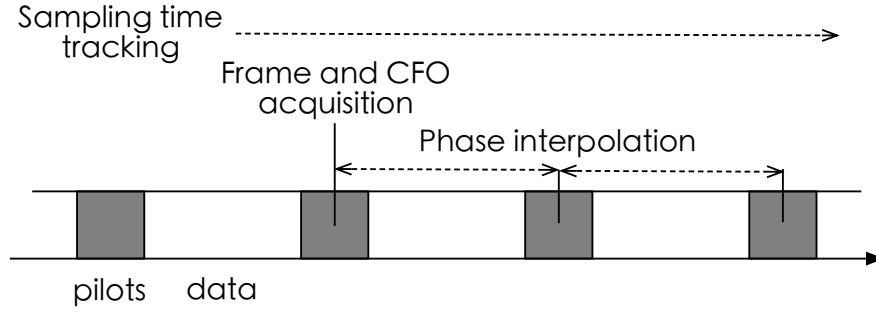 Sampling time
tracking
Frame and CFO
acquisition
Phase interpolation
pilots data